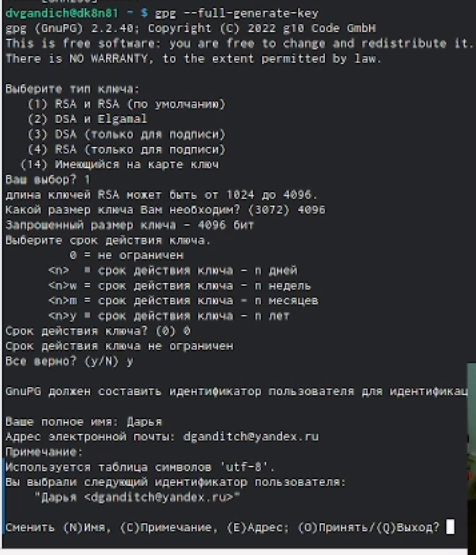 dvgandich@dk8n81 ~ $ gpg --full-generate-key
gpg (GnuPG) 2.2.40; Copyright (C) 2022 g10 Code GmbH
This is free software: you are free to change and redistribute it.
There is NO WARRANTY, to the extent permitted by law.
Выберите тип ключа:
(1) RSA и RSA (по умолчанию)
(2) DSA и Elgamal
(3) DSA (только для подписи)
(4) RSA (только для подписи)
(14) Имеющийся на карте ключ
Ваш выбор? 1
длина ключей RSA может быть от 1024 до 4096.
Какой размер ключа Вам необходим? (3072) 4096
Запрошенный размер ключа - 4096 бит
Выберите срок действия ключа.
0 = не ограничен
<n> = срок действия ключа - n дней
<n>w = срок действия ключа - n недель
<n>m = срок действия ключа - n месяцев
<n>y = срок действия ключа - n лет
Срок действия ключа? (0) 0
Срок действия ключа не ограничен
Все верно? (y/N) y
GnuPG должен составить идентификатор пользователя для идентификац
Ваше полное имя: Дарья
Адрес электронной почты: dganditch@yandex.ru
Примечание:
Используется таблица символов 'utf-8'.
Вы выбрали следующий идентификатор пользователя:
"Дарья <dganditch@yandex.ru>"
Сменить (N)Имя, (C)Примечание, (E)Адрес; (O)Принять/(Q)Выход?